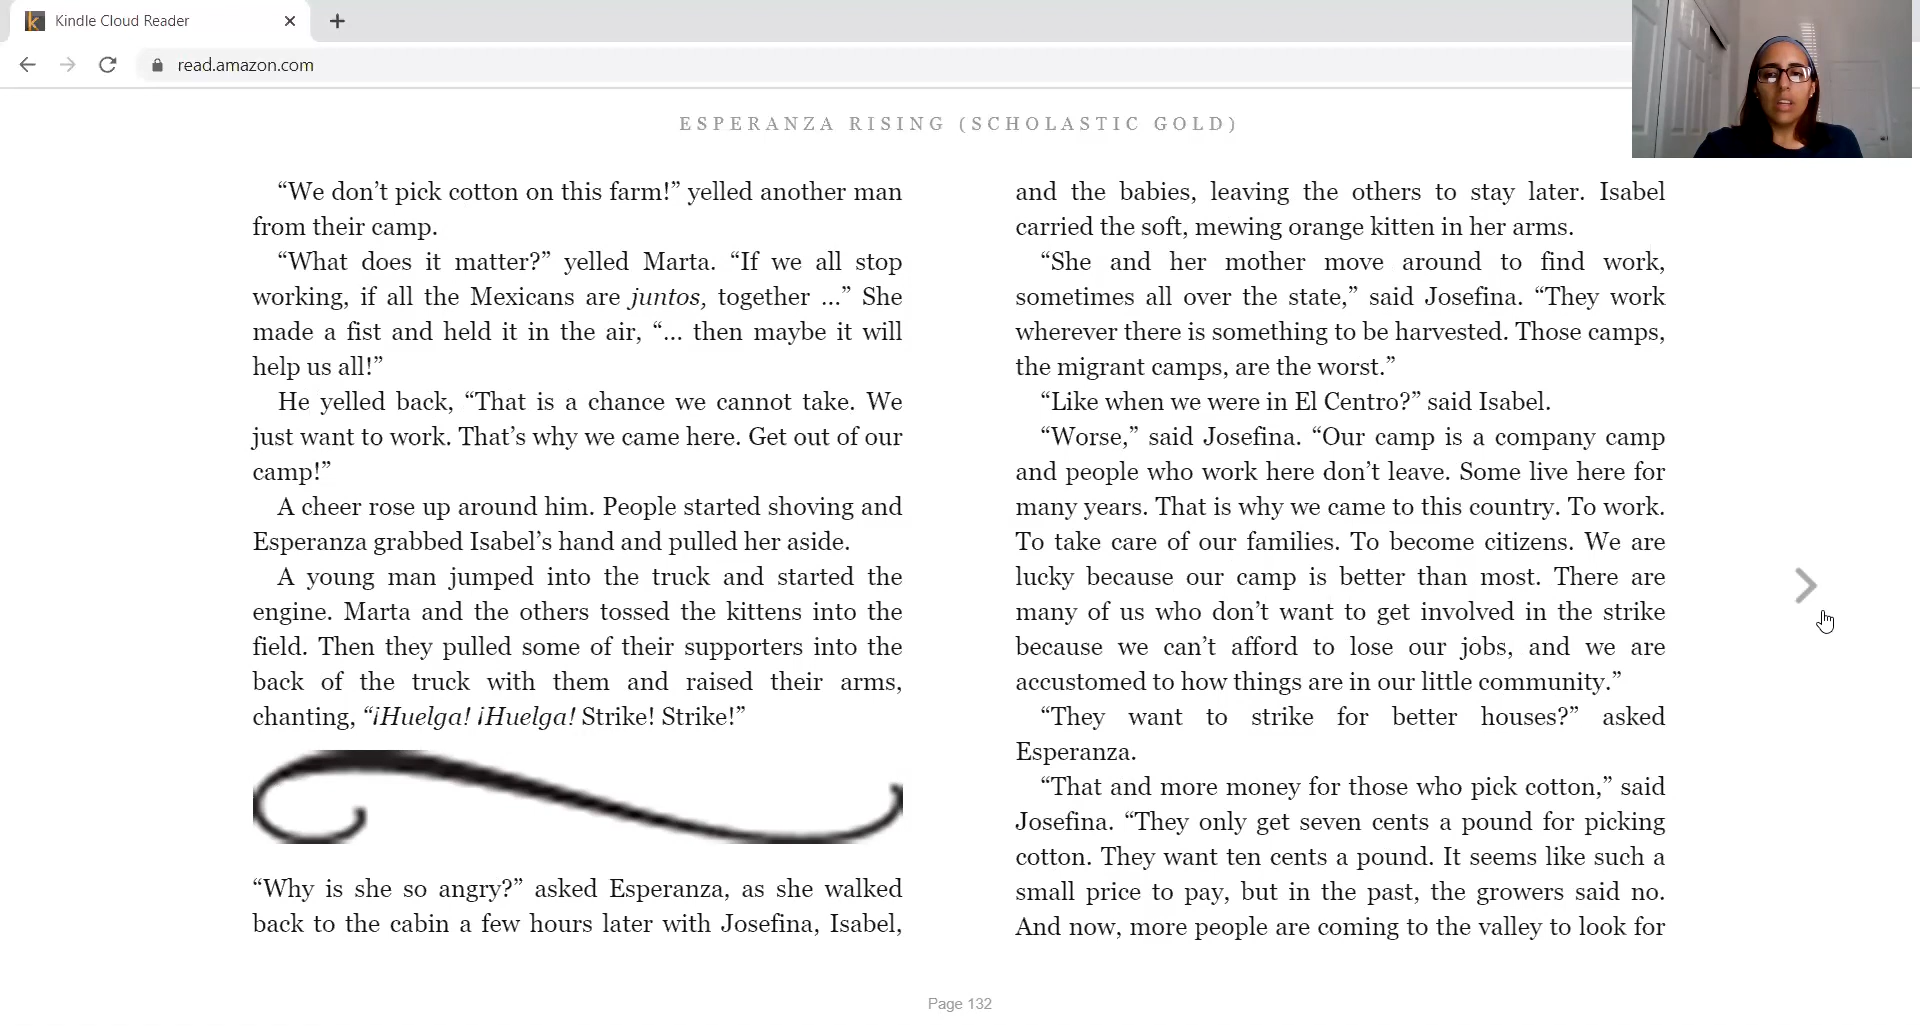 Kindle Cloud Reader
read.amazon.com
ESPERANZA RISING (SCHOLASTIC GOLD)
“We don’t pick cotton on this farm!” yelled another man
from their camp.
“What does it matter?” yelled Marta. “If we all stop
working, if all the Mexicans are juntos, together ...” She
made a fist and held it in the air, “... then maybe it will
help us all!”
He yelled back, “That is a chance we cannot take. We
just want to work. That’s why we came here. Get out of our
camp!”
A cheer rose up around him. People started shoving and
Esperanza grabbed Isabel’s hand and pulled her aside.
A young man jumped into the truck and started the
engine. Marta and the others tossed the kittens into the
field. Then they pulled some of their supporters into the
back of the truck with them and raised their arms,
chanting, “¡Huelga! ¡Huelga! Strike! Strike!”
“Why is she so angry?” asked Esperanza, as she walked
back to the cabin a few hours later with Josefina, Isabel,
and the babies, leaving the others to stay later. Isabel
carried the soft, mewing orange kitten in her arms.
“She and her mother move around to find work,
sometimes all over the state,” said Josefina. “They work
wherever there is something to be harvested. Those camps,
the migrant camps, are the worst.”
“Like when we were in El Centro?” said Isabel.
“Worse,” said Josefina. “Our camp is a company camp
and people who work here don’t leave. Some live here for
many years. That is why we came to this country. To work.
To take care of our families. To become citizens. We are
lucky because our camp is better than most. There are
many of us who don’t want to get involved in the strike
because we can’t afford to lose our jobs, and we are
accustomed to how things are in our little community.”
“They want to strike for better houses?” asked
Esperanza.
“That and more money for those who pick cotton,” said
Josefina. “They only get seven cents a pound for picking
cotton. They want ten cents a pound. It seems like such a
small price to pay, but in the past, the growers said no.
And now, more people are coming to the valley to look for
Page 132